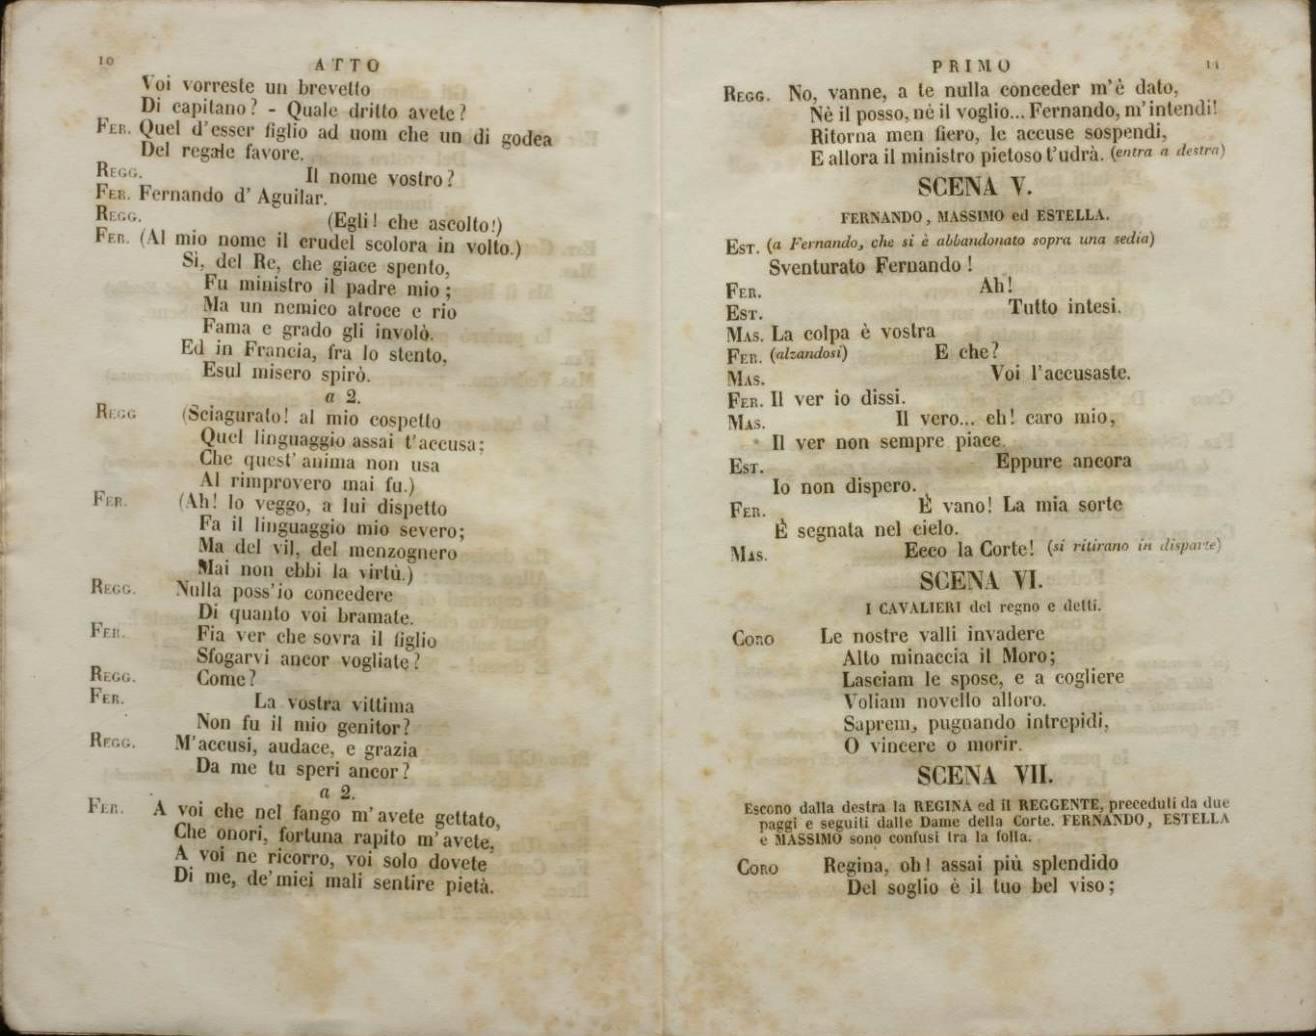 10
ATTO
Voi vorreste un brevetto
Di capitano? - Quale dritto avete?
FER. Quel d'esser figlio ad uom che un di godea
Del regale favore.
REGG. Il nome vostro?
FER. Fernando d' Aguilar.
REGG. (Egli! che ascolto!)
FER. (Al mio nome il crudel scolora in volto.)
Si, del Re, che giace spento,
Fu ministro il padre mio;
Ma un nemico atroce e rio
Fama e grado gli involò.
Ed in Francia, fra lo stento,
Esul misero spirò.
a 2.
REGG (Sciagurato! al mio cospetto
Quel linguaggio assai t'accusa;
Che quest' anima non usa
Al rimprovero mai fu.)
FER. (Ah! lo veggo, a lui dispetto
Fa il linguaggio mio severo;
Ma del vil, del menzognero
Mai non ebbi la virtù.)
REGG. Nulla poss'io concedere
Di quanto voi bramate.
FER. Fia ver che sovra il figlio
Sfogarvi ancor vogliate?
REGG. Come?
FER. La vostra vittima
Non fu il mio genitor?
REGG. M'accusi, audace, e grazia
Da me tu speri ancor?
a 2.
FER. A voi che nel fango m'avete gettato,
Che onori, fortuna rapito m'avete,
A voi ne ricorro, voi solo dovete
Di me, de'miei mali sentire pietà.
PRIMO
11
REGG. No, vanne, a te nulla conceder m'è dato,
Nè il posso, nè il voglio... Fernando, m'intendi!
Ritorna men fiero, le accuse sospendi,
E allora il ministro pietoso t'udrà. (entra a destra)
SCENA V.
FERNANDO, MASSIMO ed ESTELLA.
EST. (a Fernando, che si è abbandonato sopra una sedia)
Sventurato Fernando!
FER. Ah!
EST. Tutto intesi.
MAS. La colpa è vostra
FER. (alzandosi) E che?
MAS. Voi l'accusaste.
FER. Il ver io dissi.
MAS. Il vero... eh! caro mio,
Il ver non sempre piace.
EST. Eppure ancora
Io non dispero.
FER. È vano! La mia sorte
È segnata nel cielo.
MAS. Ecco la Corte! (si ritirano in disparte)
SCENA VI.
I CAVALIERI del regno e detti.
CORO Le nostre valli invadere
Alto minaccia il Moro;
Lasciam le spose, e a cogliere
Voliam novello alloro.
Saprem, pugnando intrepidi,
O vincere o morir.
SCENA VII.
Escono dalla destra la REGINA ed il REGGENTE, preceduti da due
paggi e seguiti dalle Dame della Corte. FERNANDO, ESTELLA
e MASSIMO sono confusi tra la folla.
CORO Regina, oh! assai più splendido
Del soglio è il tuo bel viso;